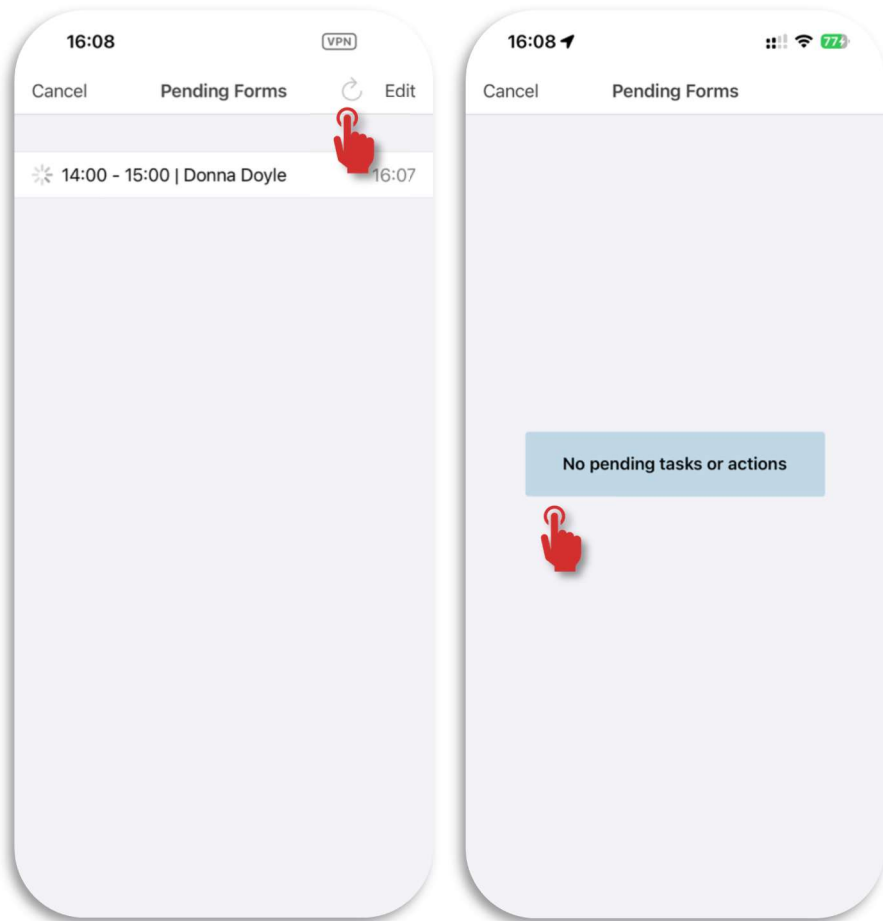 16:08 VPN
Cancel Pending Forms Edit
14:00 - 15:00 | Donna Doyle 16:07
16:08 77
Cancel Pending Forms
No pending tasks or actions